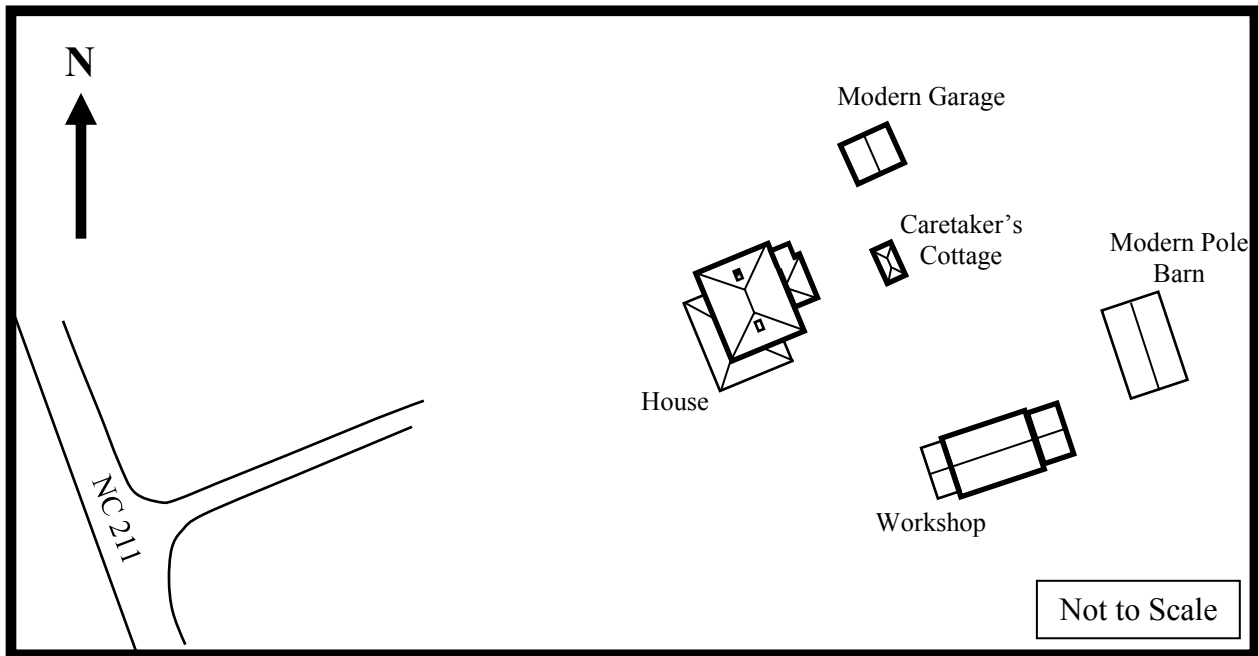 N
Modern Garage
Caretaker’s
Cottage
Modern Pole
Barn
House
NC 211
Workshop
Not to Scale